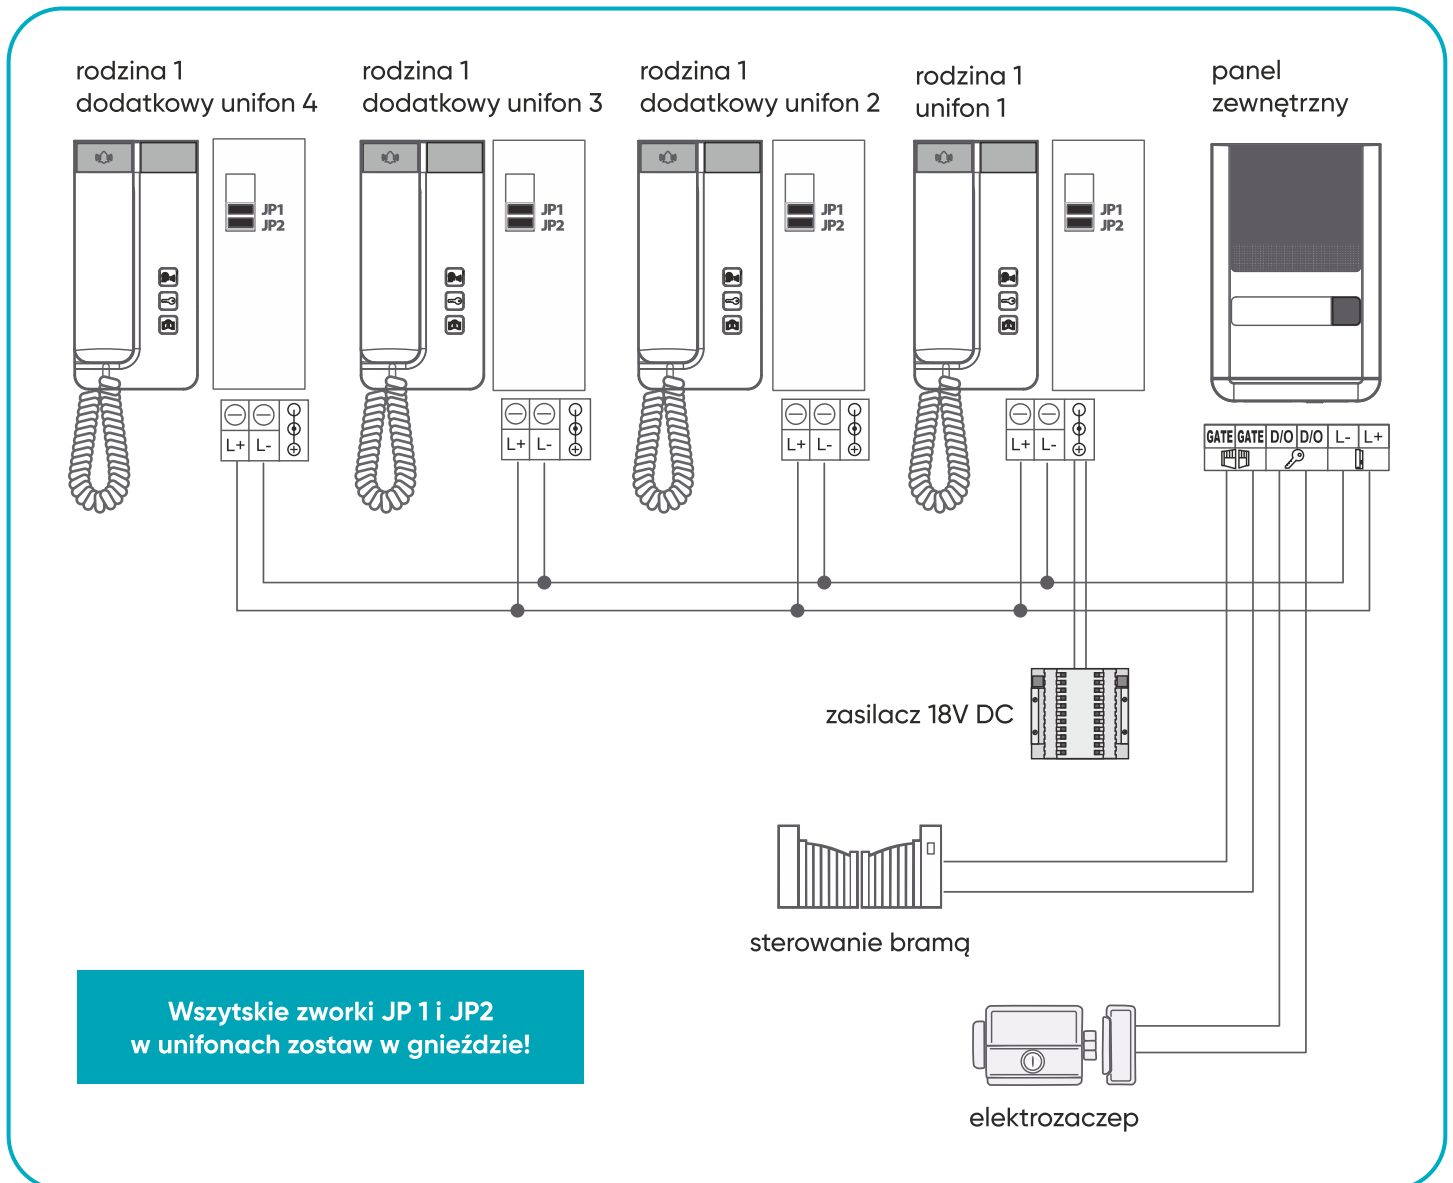 rodzina 1
dodatkowy unifon 4
rodzina 1
dodatkowy unifon 3
rodzina 1
dodatkowy unifon 2
rodzina 1
unifon 1
panel
zewnętrzny
JP1
JP2
JP1
JP2
JP1
JP2
JP1
JP2
L+ L-
L+ L-
L+ L-
L+ L-
GATE GATE D/O D/O L- L+
zasilacz 18V DC
sterowanie bramą
Wszytskie zworki JP 1 i JP2
w unifonach zostaw w gnieździe!
elektrozaczep